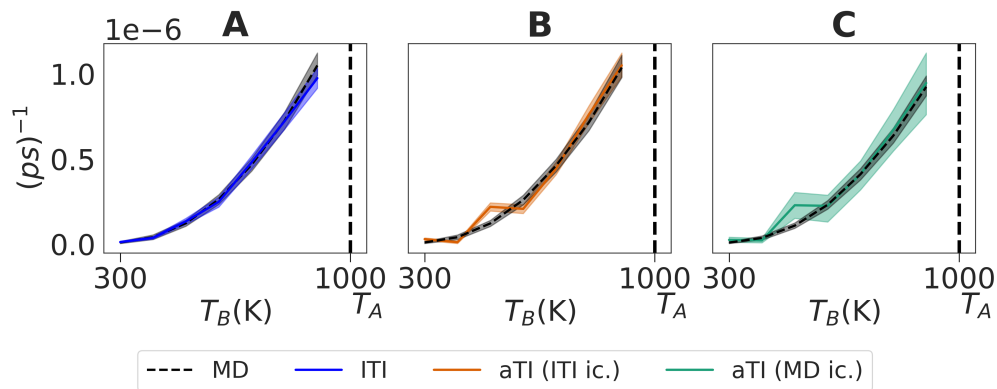 A B C
1e-6
1.0
0.5
0.0
(ps)⁻¹
300 1000 300 1000 300 1000
T_B(K) T_A T_B(K) T_A T_B(K) T_A
MD ITI aTI (ITI ic.) aTI (MD ic.)